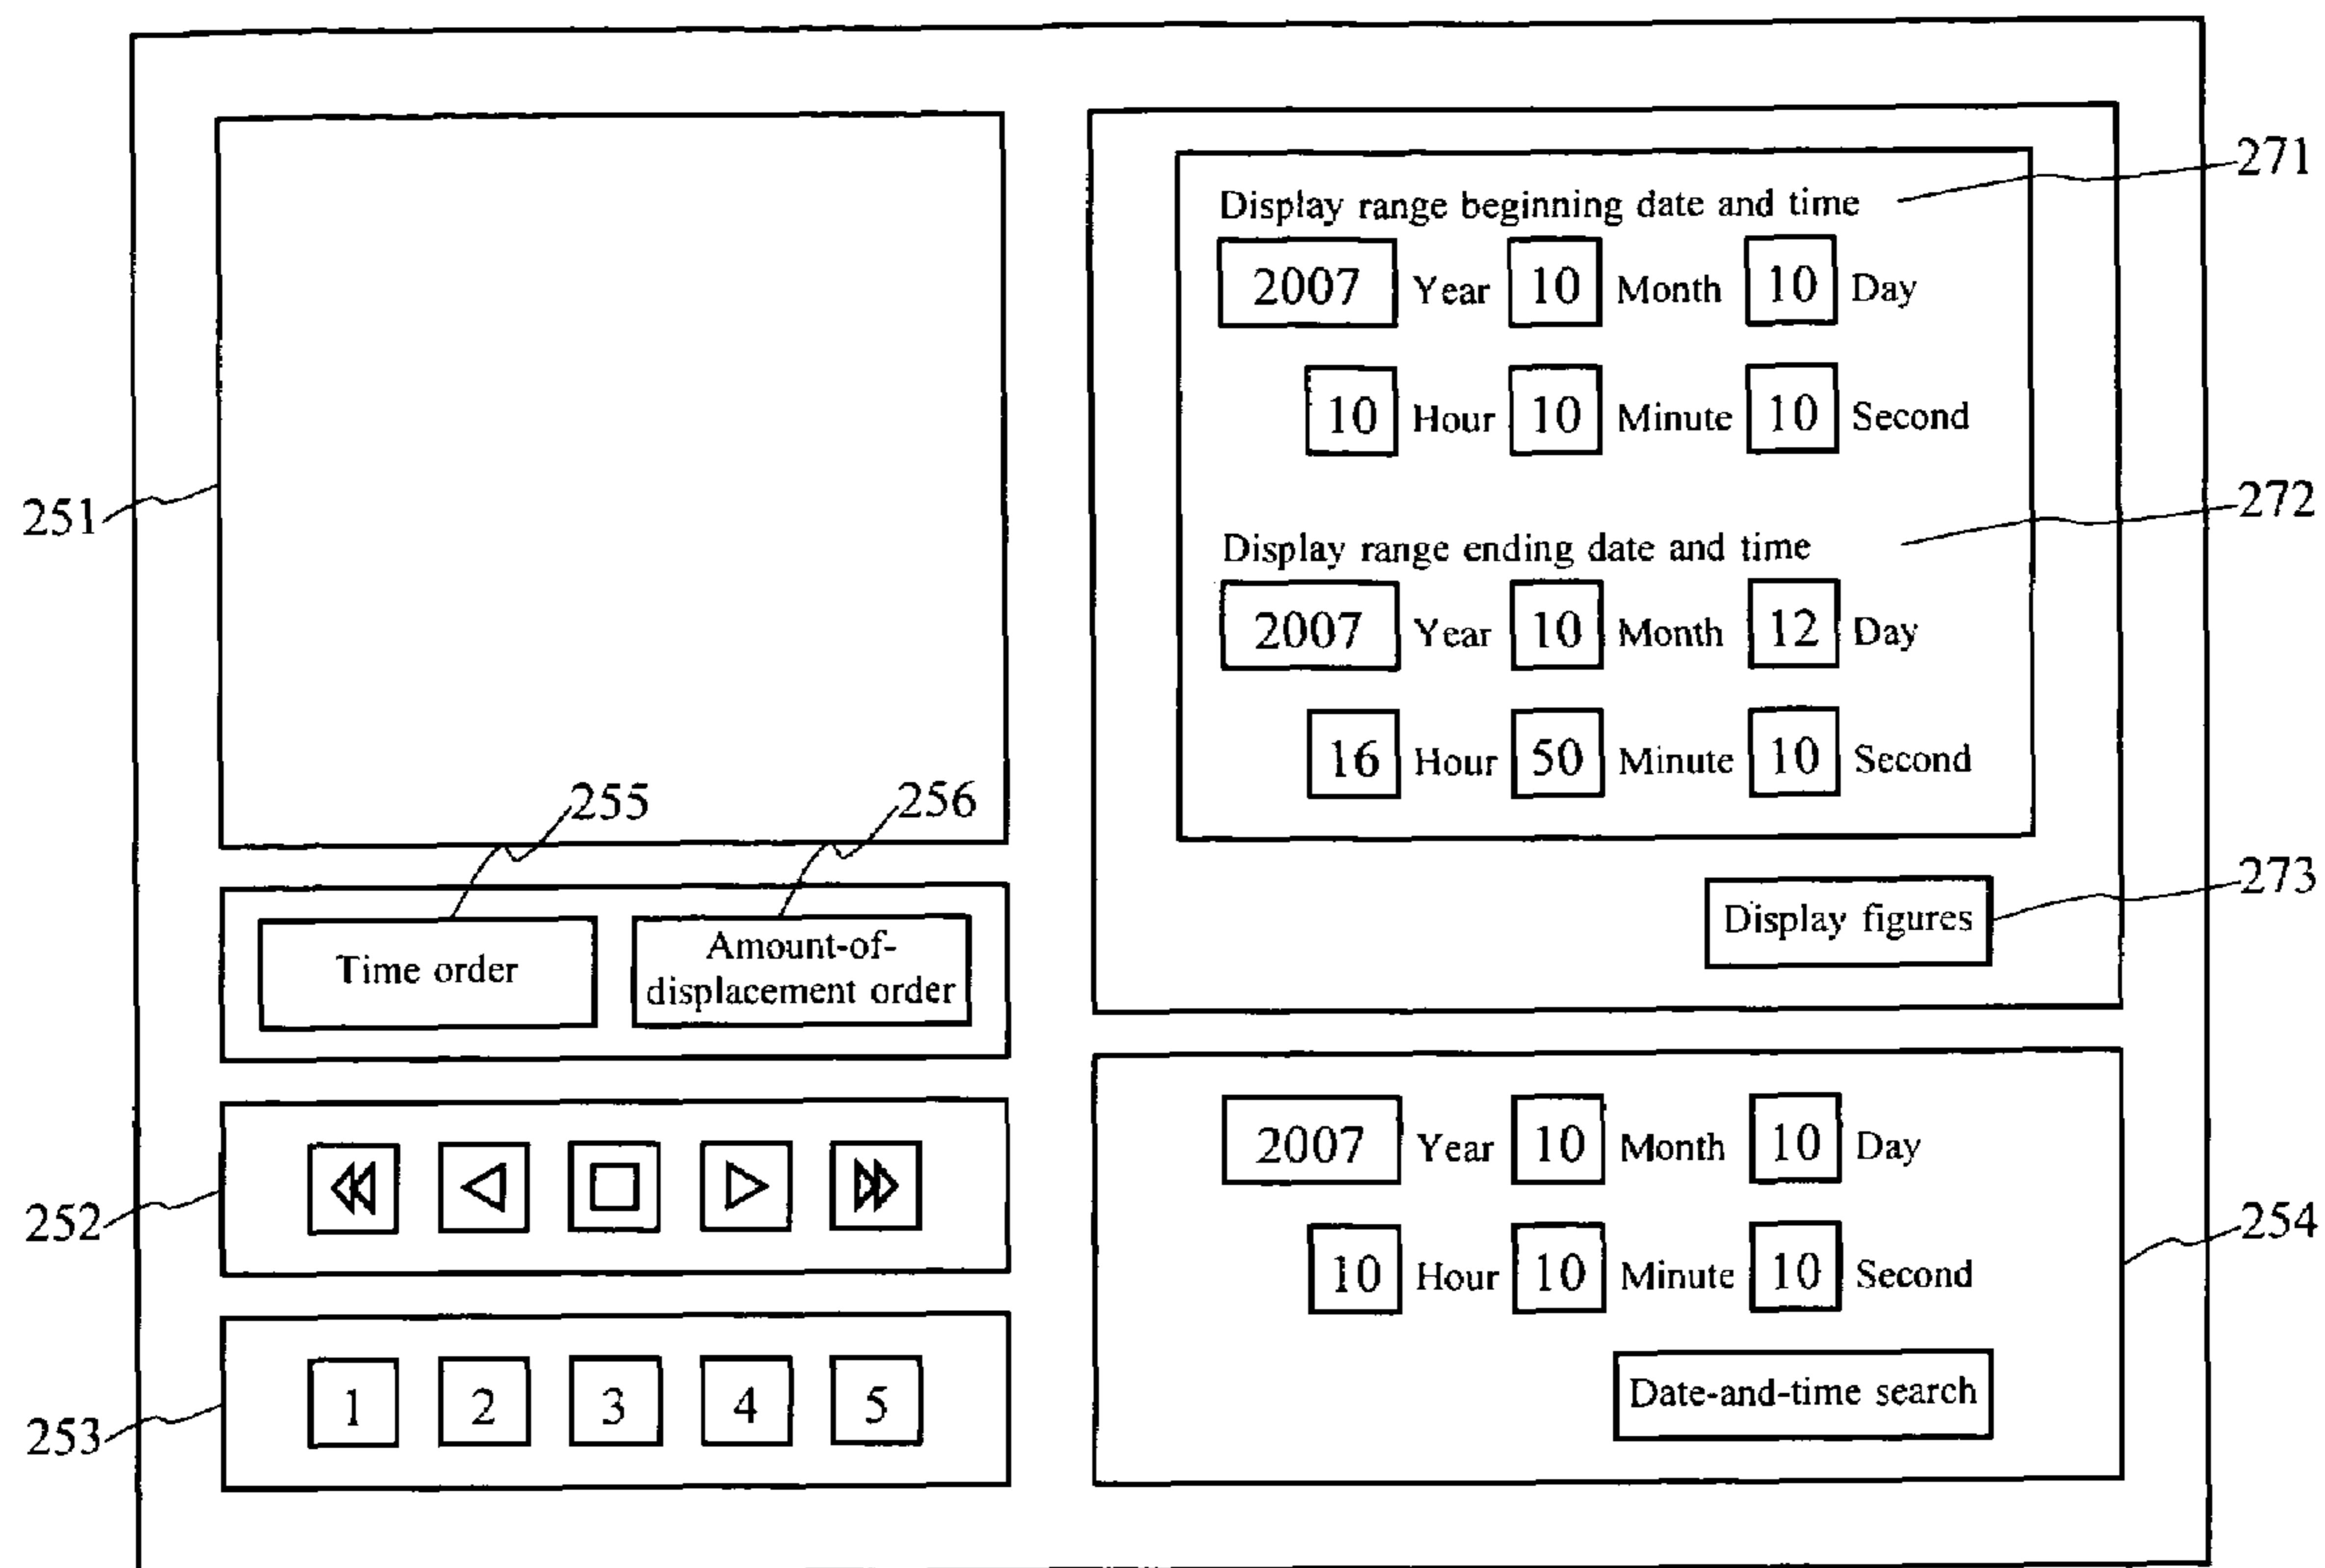 271
Display range beginning date and time
2007 Year 10 Month 10 Day
10 Hour 10 Minute 10 Second
251
272
Display range ending date and time
2007 Year 10 Month 12 Day
16 Hour 50 Minute 10 Second
255
256
273
Display figures
Time order
Amount-of-
displacement order
252
2007 Year 10 Month 10 Day
254
10 Hour 10 Minute 10 Second
253
1 2 3 4 5
Date-and-time search